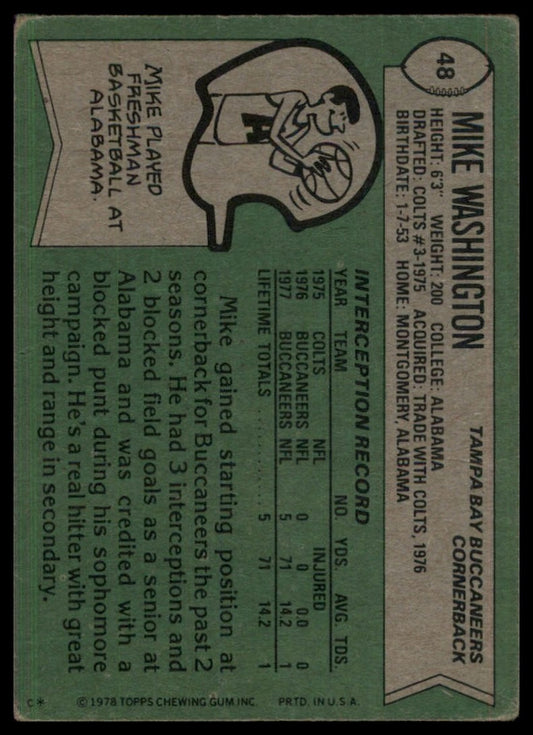 48
MIKE WASHINGTON
TAMPA BAY BUCCANEERS
CORNERBACK
HEIGHT: 6'3" WEIGHT: 200 COLLEGE: ALABAMA
DRAFTED: COLTS #3-1975 ACQUIRED: TRADE WITH COLTS, 1976
BIRTHDATE: 1-7-53 HOME: MONTGOMERY, ALABAMA
A
MIKE PLAYED
FRESHMAN
BASKETBALL AT
ALABAMA.
INTERCEPTION RECORD
YEAR TEAM NO. YDS. AVG TDS.
1975 COLTS NFL INJURED
1976 BUCCANEERS NFL 0 0 0.0 0
1977 BUCCANEERS NFL 5 71 14.2 1
LIFETIME TOTALS .......... 5 71 14.2 1
Mike gained starting position at
cornerback for Buccaneers the past 2
seasons. He had 3 interceptions and
2 blocked field goals as a senior at
Alabama and was credited with a
blocked punt during his sophomore
campaign. He's a real hitter with great
height and range in secondary.
C* © 1978 TOPPS CHEWING GUM INC. PRTD. IN U.S.A.